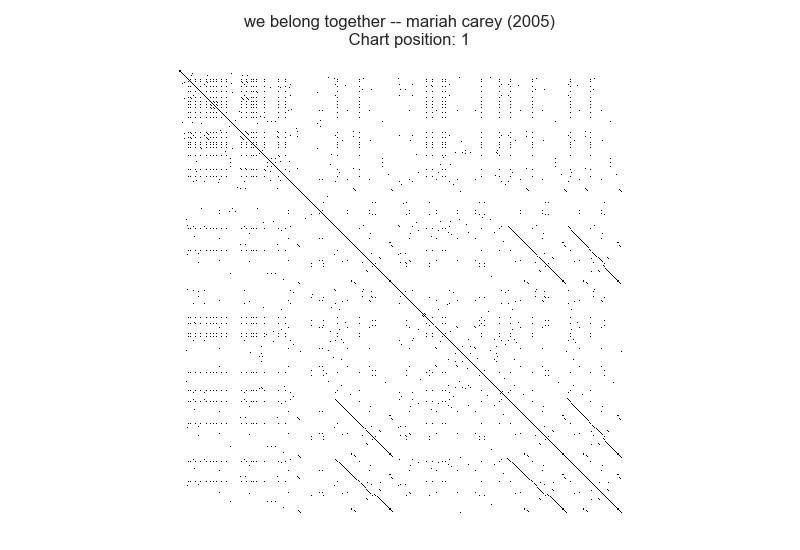 we belong together -- mariah carey (2005)
Chart position: 1